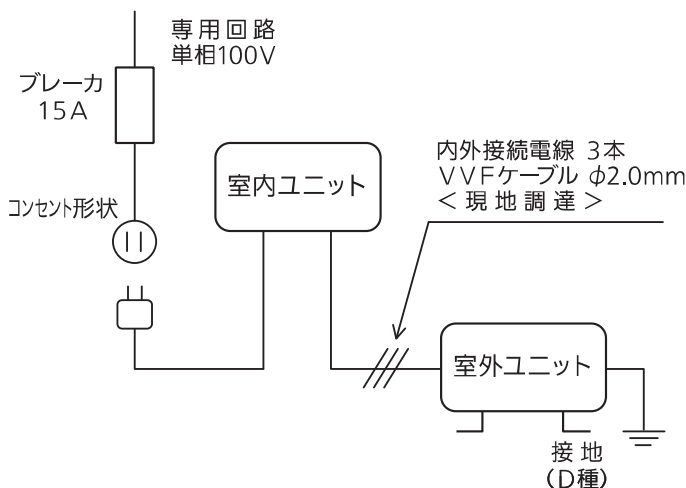 専用回路
単相100V
ブレーカ
15A
コンセント形状
室内ユニット
内外接続電線 3本
VVFケーブル φ2.0mm
<現地調達>
室外ユニット
接地
(D種)